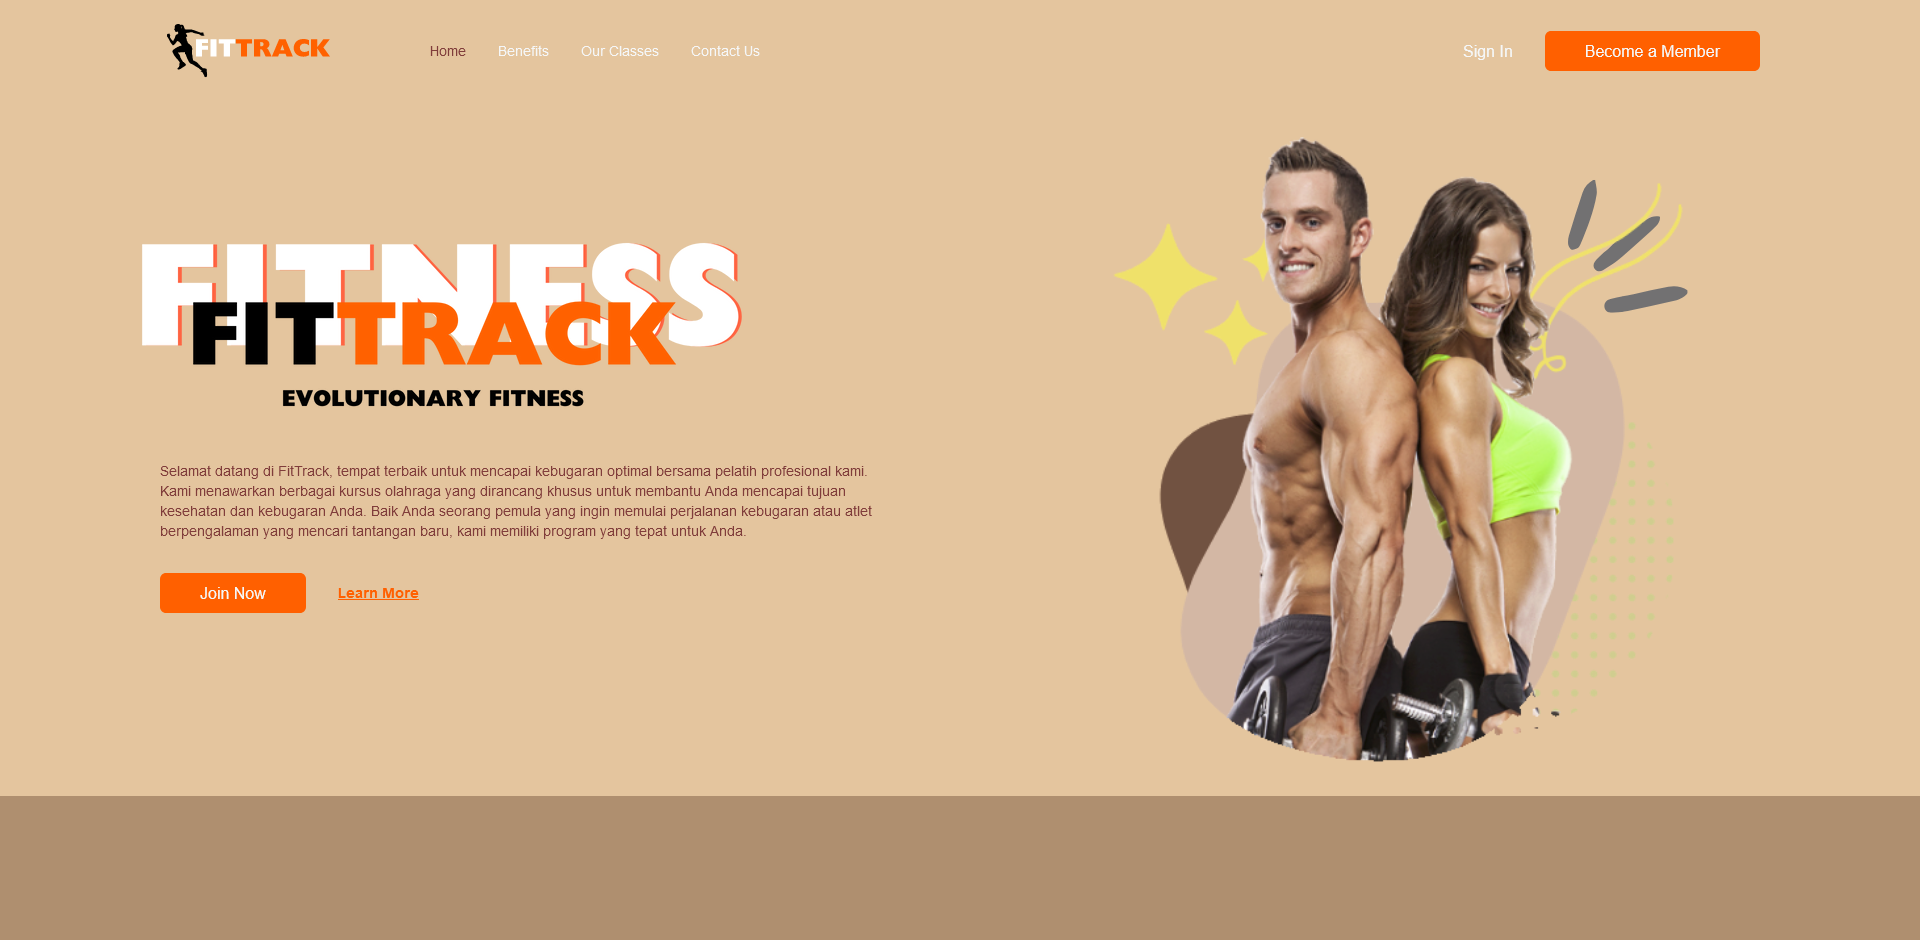 FITTRACK
Home
Benefits
Our Classes
Contact Us
Sign In
Become a Member
FITNESS
FITTRACK
EVOLUTIONARY FITNESS
Selamat datang di FitTrack, tempat terbaik untuk mencapai kebugaran optimal bersama pelatih profesional kami.
Kami menawarkan berbagai kursus olahraga yang dirancang khusus untuk membantu Anda mencapai tujuan
kesehatan dan kebugaran Anda. Baik Anda seorang pemula yang ingin memulai perjalanan kebugaran atau atlet
berpengalaman yang mencari tantangan baru, kami memiliki program yang tepat untuk Anda.
Join Now
Learn More